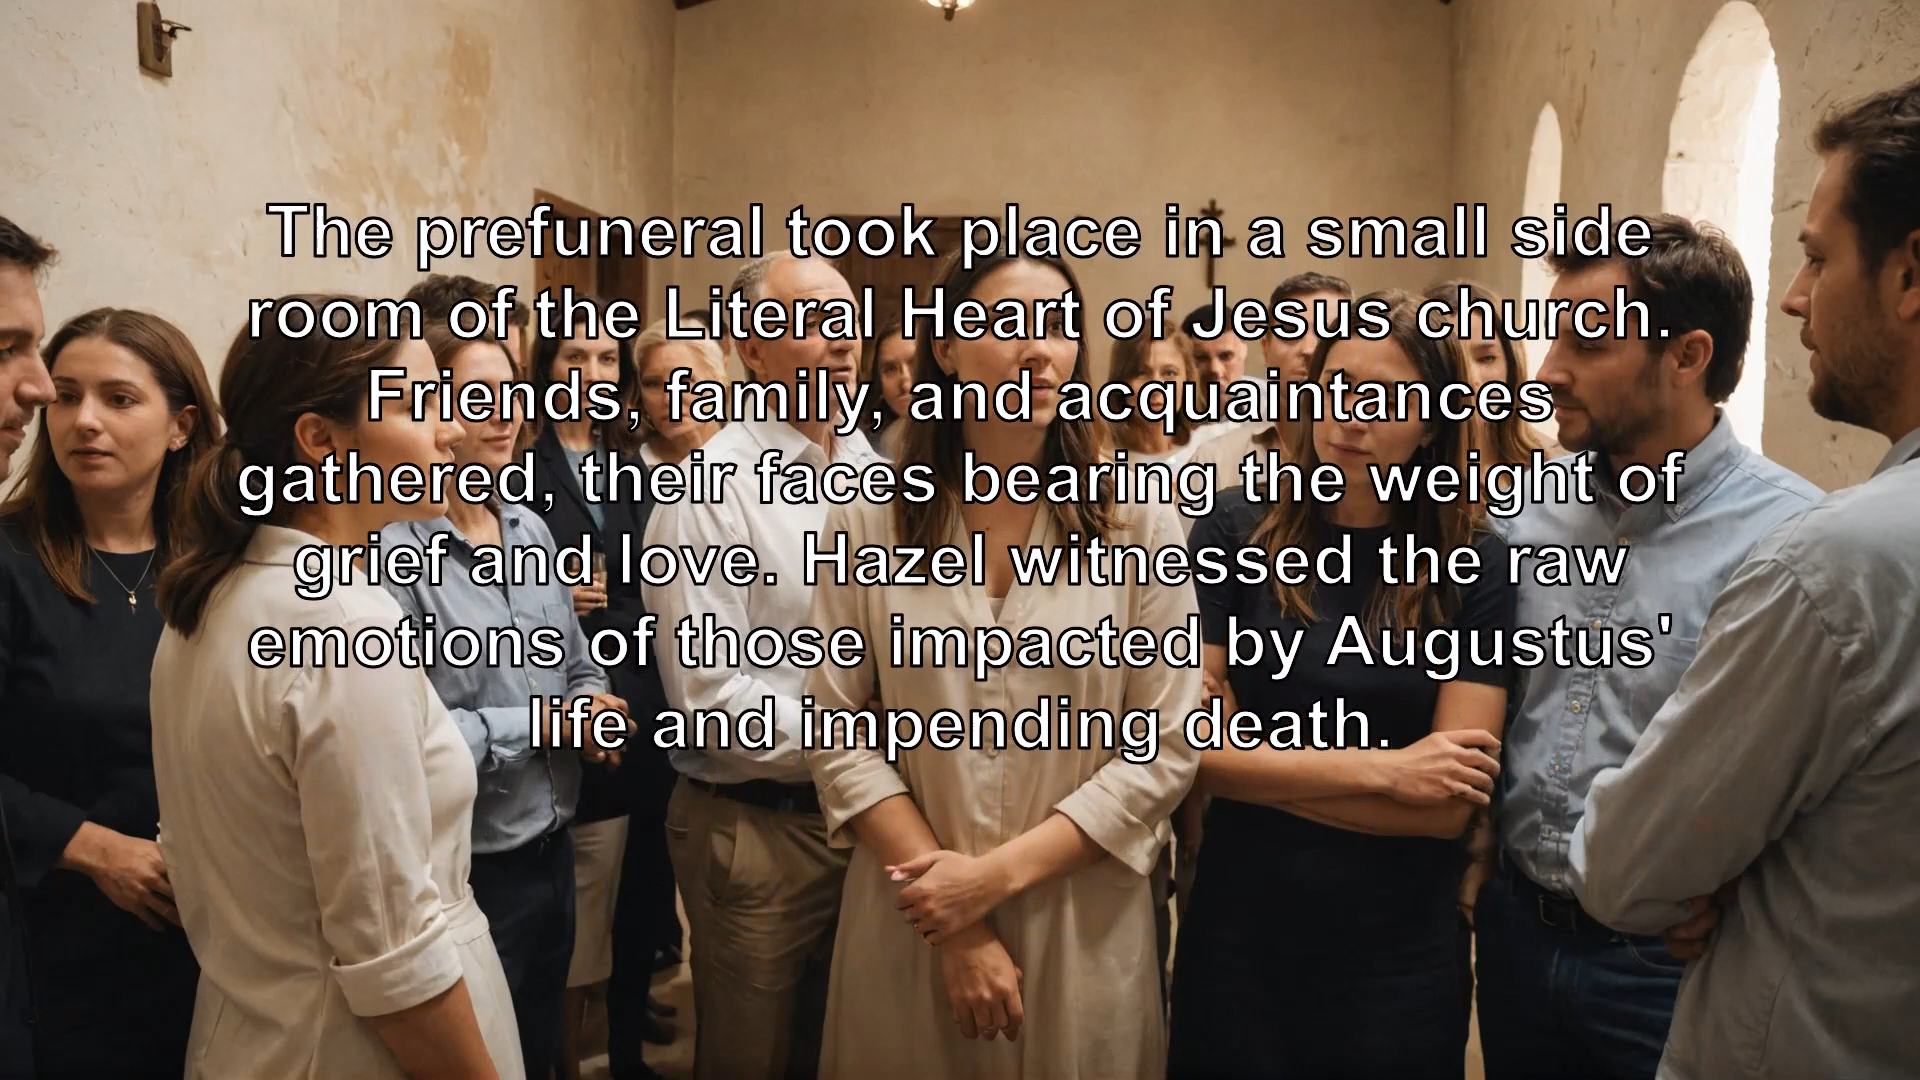 The prefuneral took place in a small side
room of the Literal Heart of Jesus church.
Friends, family, and acquaintances
gathered, their faces bearing the weight of
grief and love. Hazel witnessed the raw
emotions of those impacted by Augustus'
life and impending death.